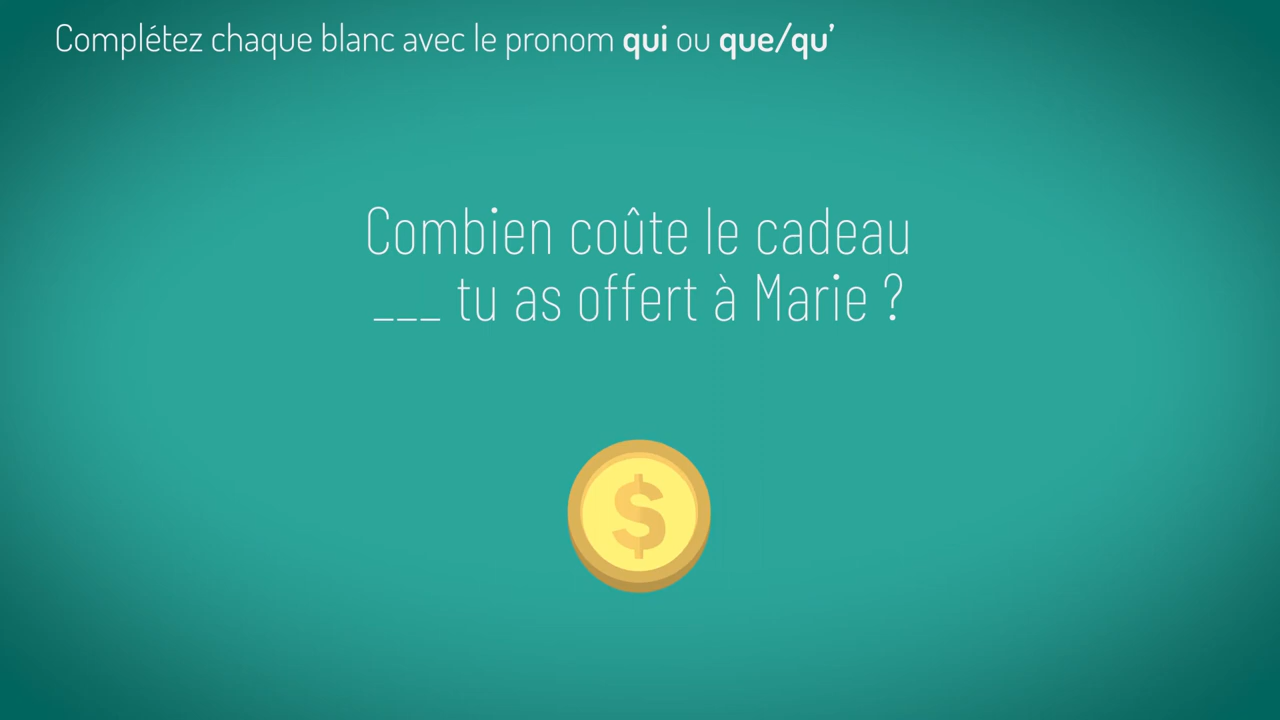 Complétez chaque blanc avec le pronom qui ou que/qu’
Combien coûte le cadeau
___ tu as offert à Marie ?
$